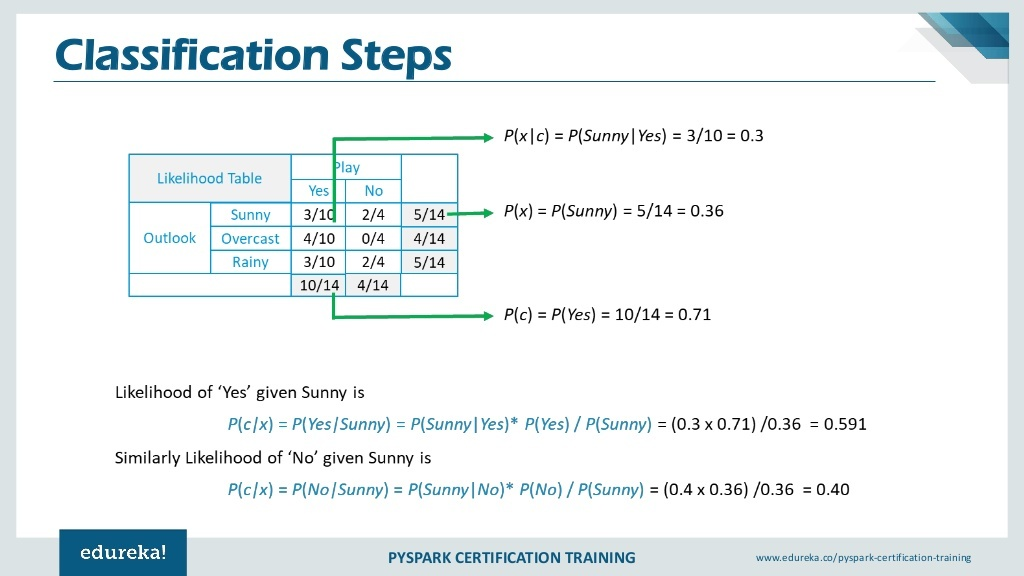 Classification Steps
P(x|c) = P(Sunny|Yes) = 3/10 = 0.3
Likelihood Table Play
Yes No
Outlook Sunny 3/10 2/4 5/14
Overcast 4/10 0/4 4/14
Rainy 3/10 2/4 5/14
10/14 4/14
P(x) = P(Sunny) = 5/14 = 0.36
P(c) = P(Yes) = 10/14 = 0.71
Likelihood of ‘Yes’ given Sunny is
P(c|x) = P(Yes|Sunny) = P(Sunny|Yes)* P(Yes) / P(Sunny) = (0.3 x 0.71) /0.36 = 0.591
Similarly Likelihood of ‘No’ given Sunny is
P(c|x) = P(No|Sunny) = P(Sunny|No)* P(No) / P(Sunny) = (0.4 x 0.36) /0.36 = 0.40
edureka!
PYSPARK CERTIFICATION TRAINING
www.edureka.co/pyspark-certification-training